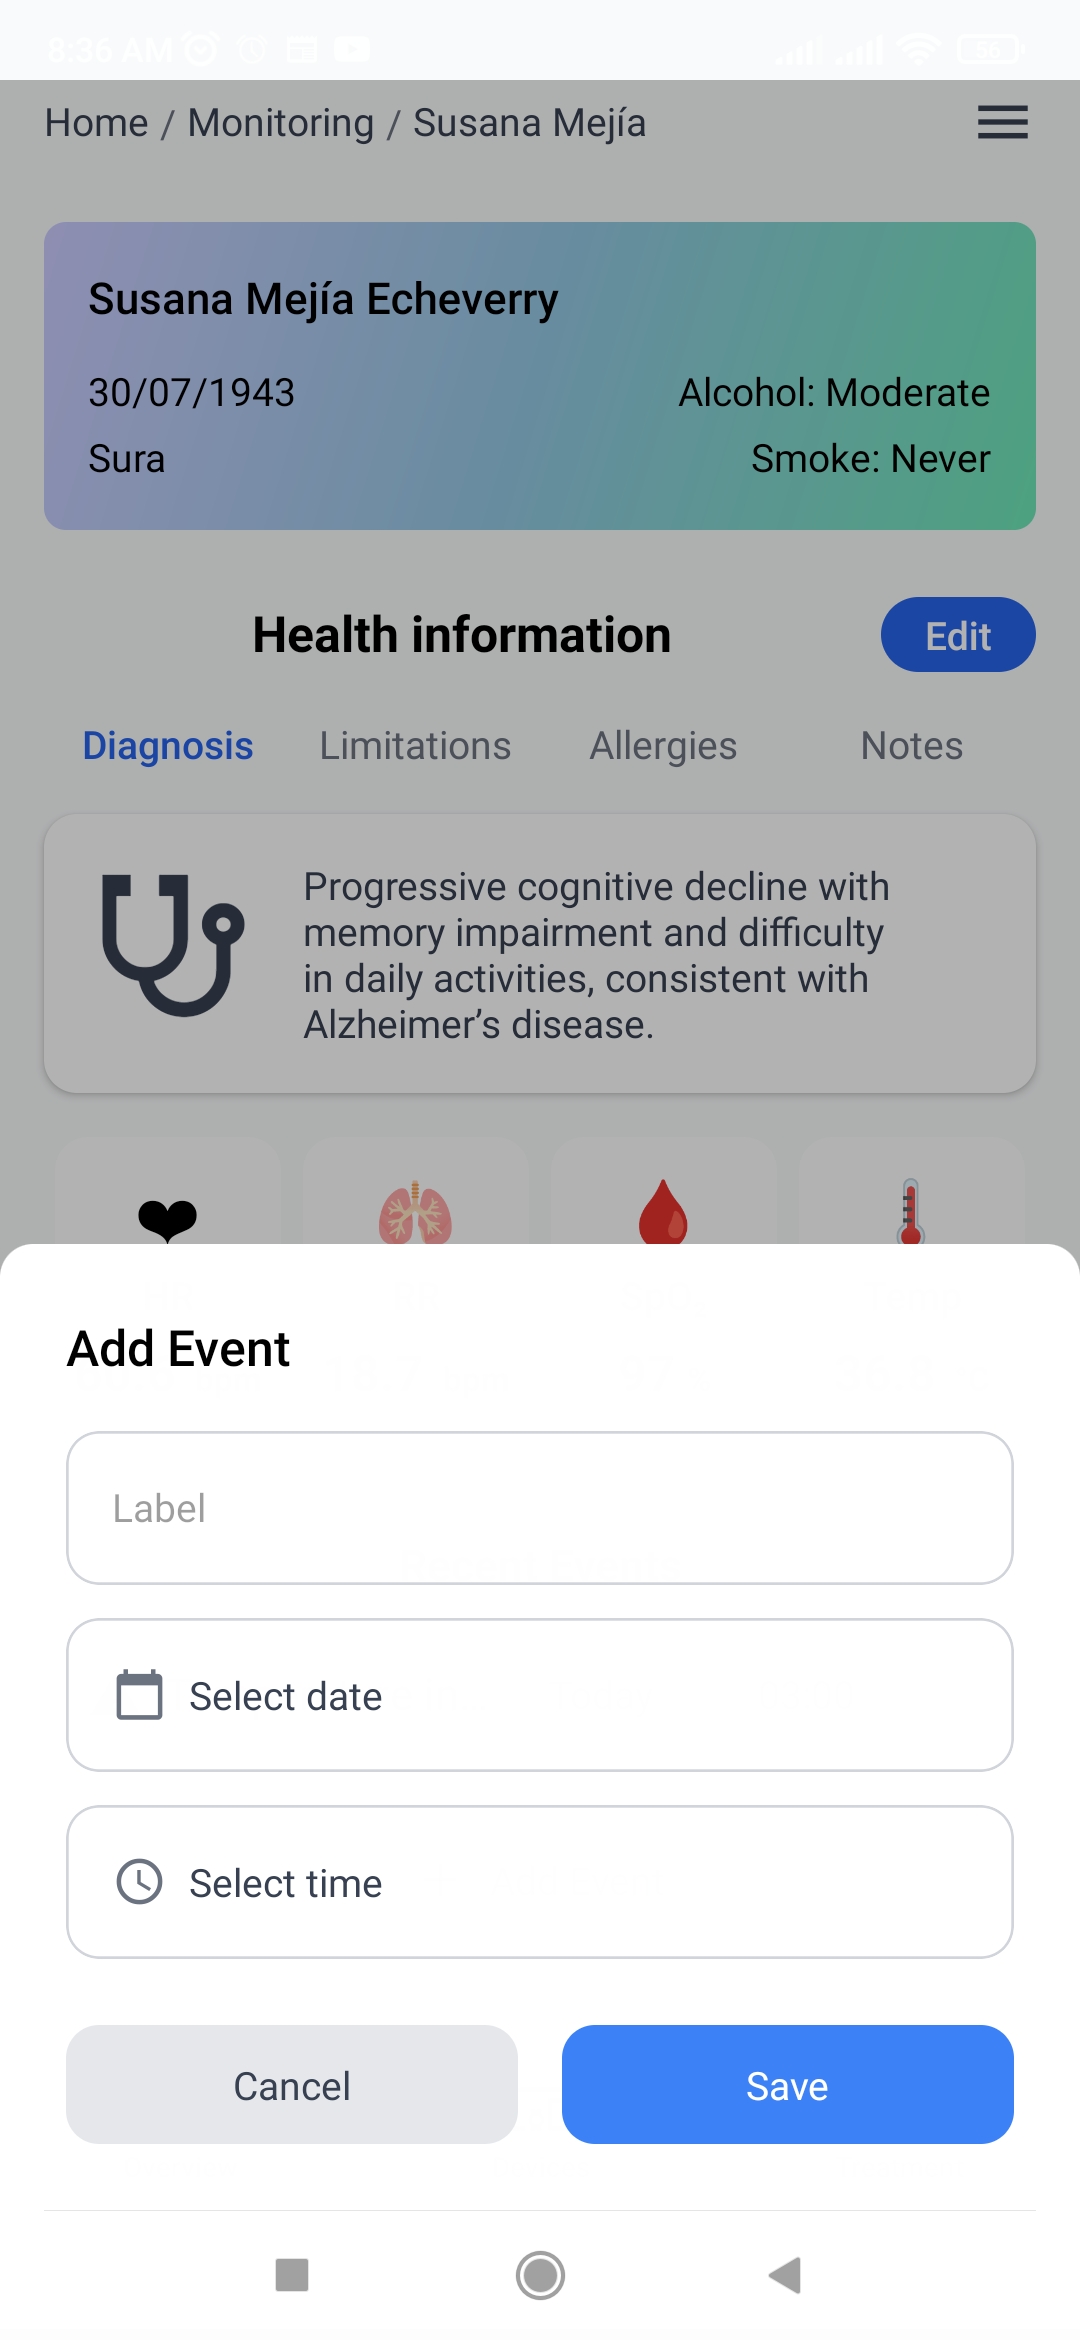 8:36 AM
56
Home / Monitoring / Susana Mejía
Susana Mejía Echeverry
30/07/1943
Alcohol: Moderate
Sura
Smoke: Never
Health information
Edit
Diagnosis
Limitations
Allergies
Notes
Progressive cognitive decline with
memory impairment and difficulty
in daily activities, consistent with
Alzheimer’s disease.
Add Event
Label
Select date
Select time
Cancel
Save